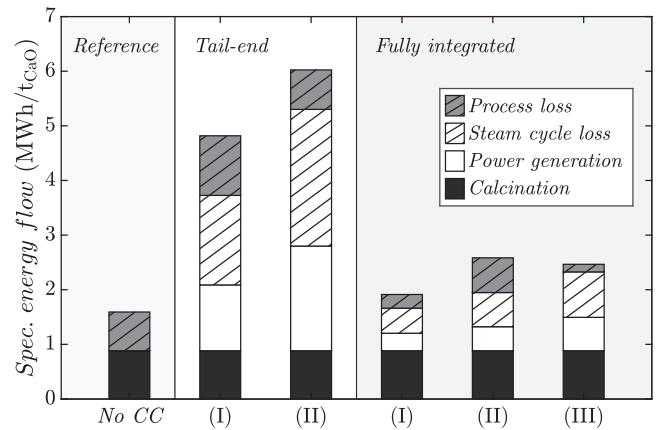 Spec. energy flow (MWh/t_CaO)
7
6
5
4
3
2
1
0
Reference
Tail-end
Fully integrated
Process loss
Steam cycle loss
Power generation
Calcination
No CC
(I)
(II)
(I)
(II)
(III)